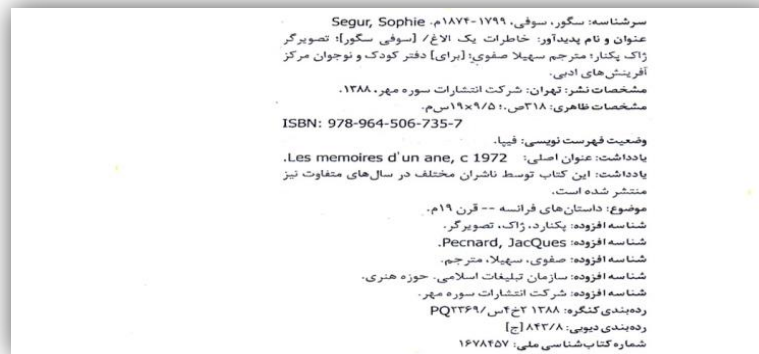 سرشناسه: سگور، سوفی، ۱۷۹۹-۱۸۷۴م. Segur, Sophie
عنوان و نام پدیدآور: خاطرات یک الاغ/ [سوفی سگور]؛ تصویرگر
ژاک پکنار؛ مترجم سهیلا صفوی؛ [برای] دفتر کودک و نوجوان مرکز
آفرینش‌های ادبی.
مشخصات نشر: تهران: شرکت انتشارات سوره مهر، ۱۳۸۸.
مشخصات ظاهری: ۳۱۸ص.؛ ۹/۵×۱۹س‌م.
ISBN: 978-964-506-735-7
وضعیت فهرست نویسی: فیپا.
یادداشت: عنوان اصلی: Les memoires d'un ane, c 1972.
یادداشت: این کتاب توسط ناشران مختلف در سال‌های متفاوت نیز
منتشر شده است.
موضوع: داستان‌های فرانسه -- قرن ۱۹م.
شناسه افزوده: پکنارد، ژاک، تصویرگر.
شناسه افزوده: Pecnard, JacQues.
شناسه افزوده: صفوی، سهیلا، مترجم.
شناسه افزوده: سازمان تبلیغات اسلامی. حوزه هنری.
شناسه افزوده: شرکت انتشارات سوره مهر.
رده‌بندی کنگره: ۱۳۸۸ ۲خ۴س/PQ۲۳۶۹
رده‌بندی دیویی: ۸۴۳/۸ [ج]
شماره کتاب‌شناسی ملی: ۱۶۷۸۴۵۷